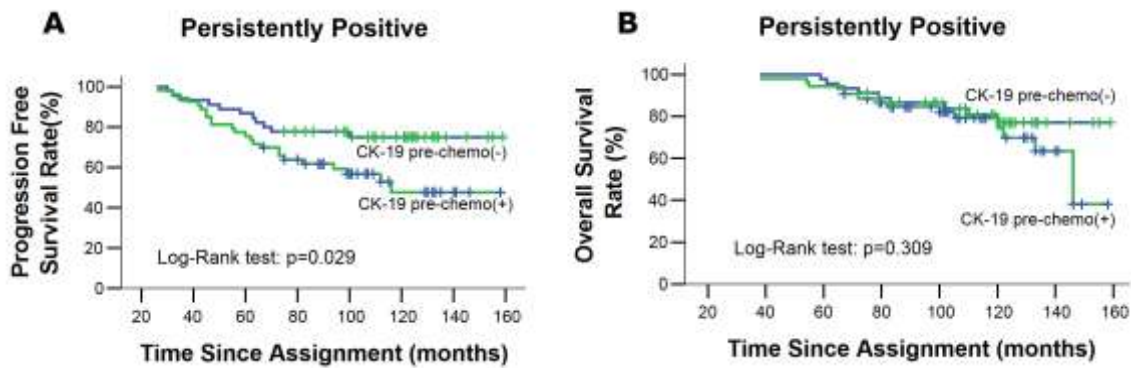 A
Persistently Positive
Progression Free
Survival Rate(%)
100
80
60
40
20
0
CK-19 pre-chemo(-)
CK-19 pre-chemo(+)
Log-Rank test: p=0.029
20 40 60 80 100 120 140 160
Time Since Assignment (months)
B
Persistently Positive
Overall Survival
Rate (%)
100
80
60
40
20
0
CK-19 pre-chemo(-)
CK-19 pre-chemo(+)
Log-Rank test: p=0.309
20 40 60 80 100 120 140 160
Time Since Assignment (months)